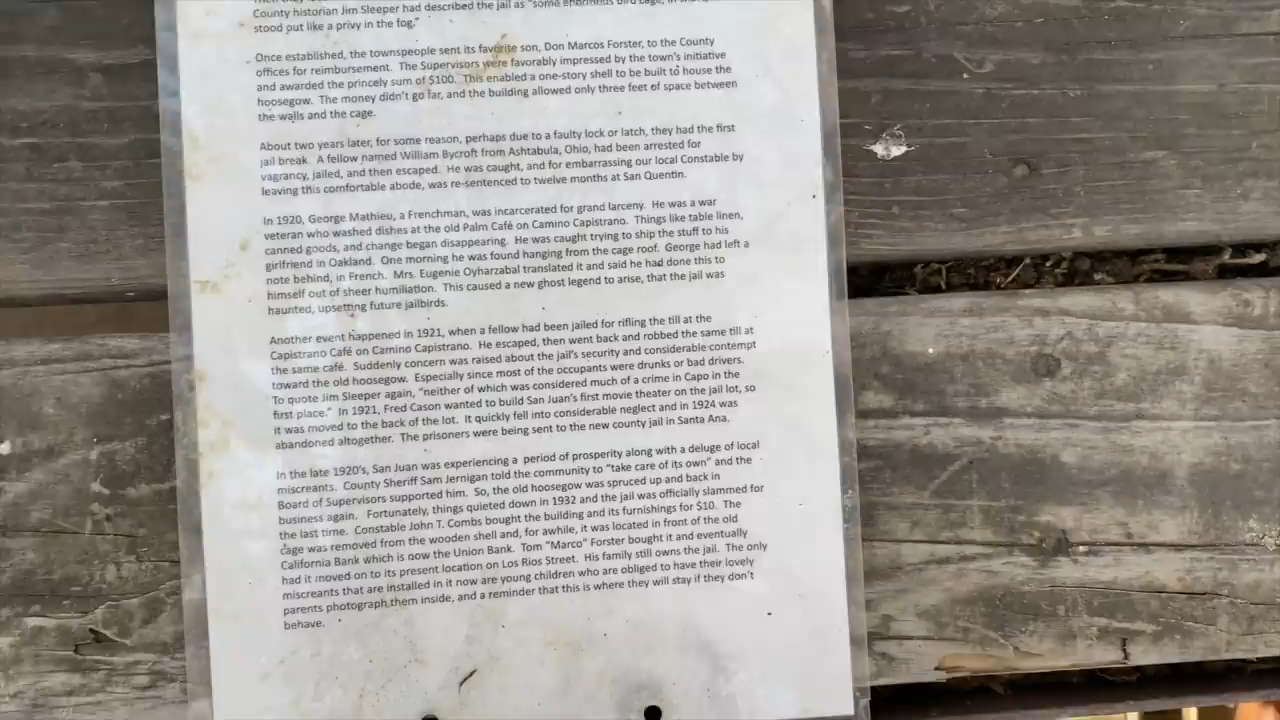 County historian Jim Sleeper had described the jail as "some enormous bird cage, in
stood out like a privy in the fog."
Once established, the townspeople sent its favorite son, Don Marcos Forster, to the County
offices for reimbursement. The Supervisors were favorably impressed by the town's initiative
and awarded the princely sum of $100. This enabled a one-story shell to be built to house the
hoosegow. The money didn't go far, and the building allowed only three feet of space between
the walls and the cage.
About two years later, for some reason, perhaps due to a faulty lock or latch, they had the first
jail break. A fellow named William Bycroft from Ashtabula, Ohio, had been arrested for
vagrancy, jailed, and then escaped. He was caught, and for embarrassing our local Constable by
leaving this comfortable abode, was re-sentenced to twelve months at San Quentin.
In 1920, George Mathieu, a Frenchman, was incarcerated for grand larceny. He was a war
veteran who washed dishes at the old Palm Café on Camino Capistrano. Things like table linen,
canned goods, and change began disappearing. He was caught trying to ship the stuff to his
girlfriend in Oakland. One morning he was found hanging from the cage roof. George had left a
note behind, in French. Mrs. Eugenie Oyharzabal translated it and said he had done this to
himself out of sheer humiliation. This caused a new ghost legend to arise, that the jail was
haunted, upsetting future jailbirds.
Another event happened in 1921, when a fellow had been jailed for rifling the till at the
Capistrano Café on Camino Capistrano. He escaped, then went back and robbed the same till at
the same café. Suddenly concern was raised about the jail's security and considerable contempt
toward the old hoosegow. Especially since most of the occupants were drunks or bad drivers.
To quote Jim Sleeper again, "neither of which was considered much of a crime in Capo in the
first place." In 1921, Fred Cason wanted to build San Juan's first movie theater on the jail lot, so
it was moved to the back of the lot. It quickly fell into considerable neglect and in 1924 was
abandoned altogether. The prisoners were being sent to the new county jail in Santa Ana.
In the late 1920's, San Juan was experiencing a period of prosperity along with a deluge of local
miscreants. County Sheriff Sam Jernigan told the community to "take care of its own" and the
Board of Supervisors supported him. So, the old hoosegow was spruced up and back in
business again. Fortunately, things quieted down in 1932 and the jail was officially slammed for
the last time. Constable John T. Combs bought the building and its furnishings for $10. The
cage was removed from the wooden shell and, for awhile, it was located in front of the old
California Bank which is now the Union Bank. Tom "Marco" Forster bought it and eventually
had it moved on to its present location on Los Rios Street. His family still owns the jail. The only
miscreants that are installed in it now are young children who are obliged to have their lovely
parents photograph them inside, and a reminder that this is where they will stay if they don't
behave.